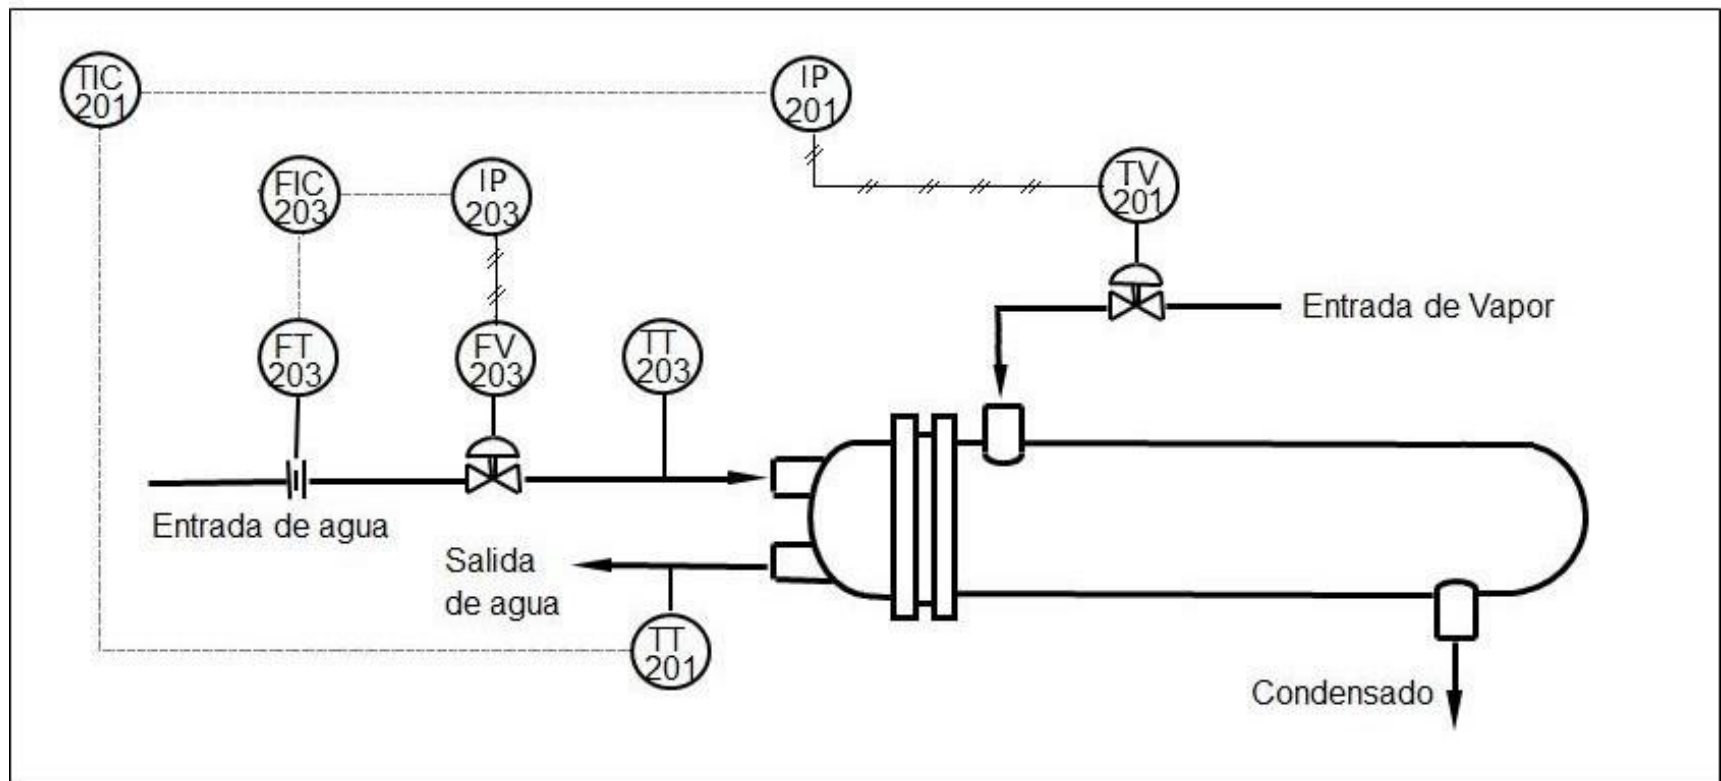 TIC
201
IP
201
TV
201
FIC
203
IP
203
Entrada de Vapor
FT
203
FV
203
TT
203
Entrada de agua
Salida
de agua
TT
201
Condensado